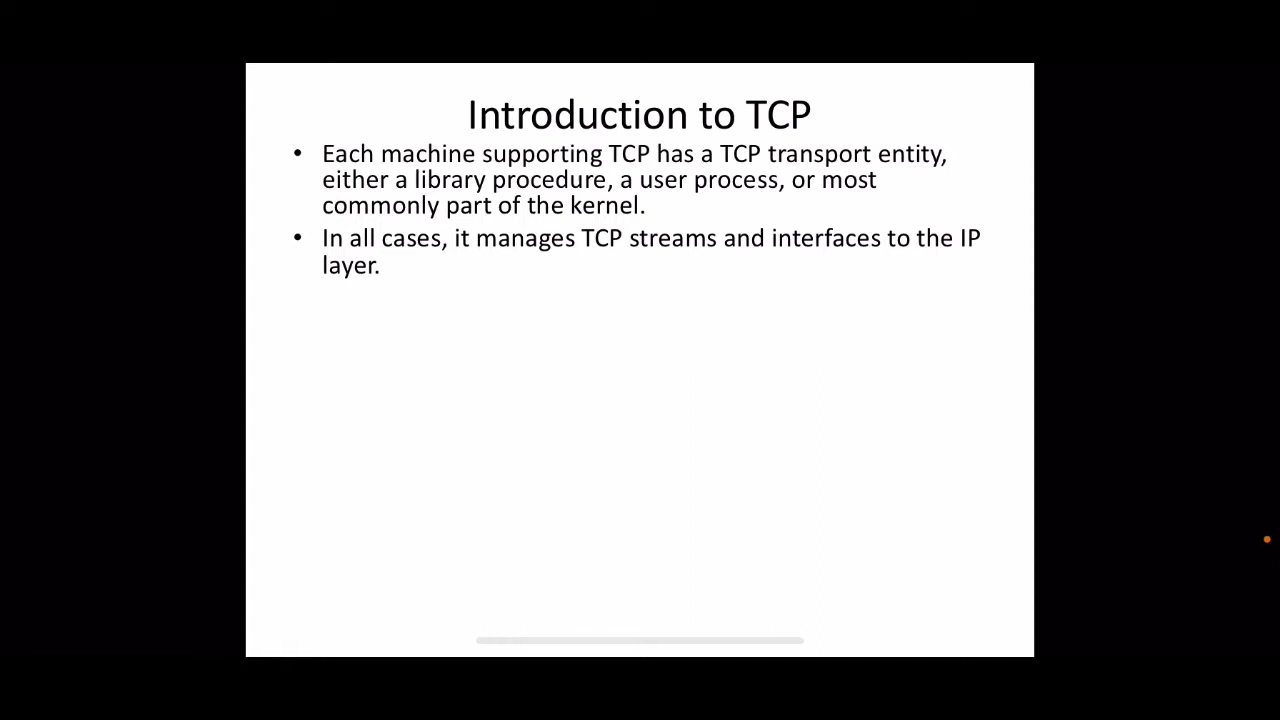 Introduction to TCP
• Each machine supporting TCP has a TCP transport entity,
either a library procedure, a user process, or most
commonly part of the kernel.
• In all cases, it manages TCP streams and interfaces to the IP
layer.